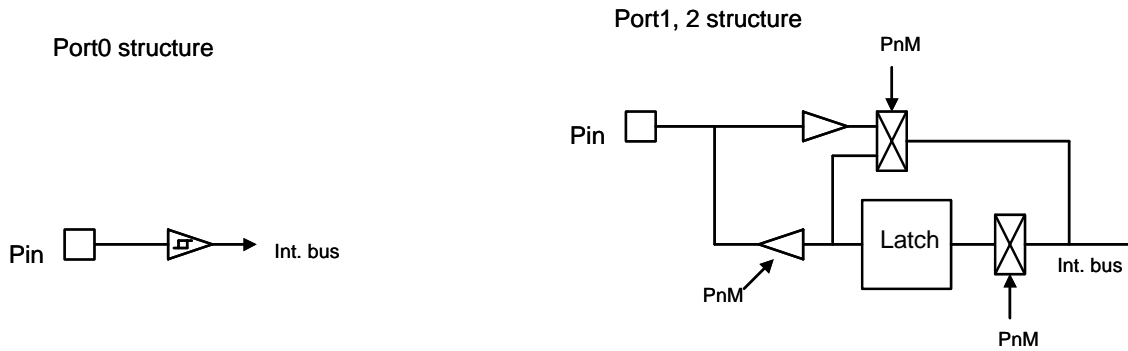 Port0 structure
Pin
Int. bus
Port1, 2 structure
PnM
Pin
Latch
Int. bus
PnM
PnM